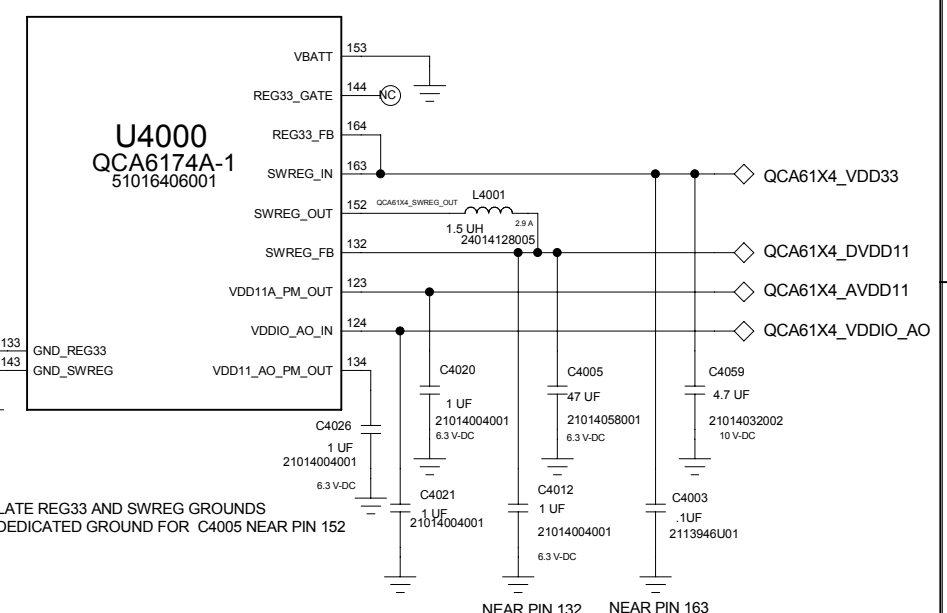 VBATT 153
REG33_GATE 144 NC
U4000
QCA6174A-1
51016406001
REG33_FB 164
SWREG_IN 163
QCA61X4_VDD33
SWREG_OUT 152
QCA61X4_SWREG_OUT
L4001
1.5 UH
2.9 A
24014128005
SWREG_FB 132
QCA61X4_DVDD11
VDD11A_PM_OUT 123
QCA61X4_AVDD11
VDDIO_AO_IN 124
QCA61X4_VDDIO_AO
133 GND_REG33
143 GND_SWREG
VDD11_AO_PM_OUT 134
C4020
1 UF
21014004001
6.3 V-DC
C4005
47 UF
21014058001
6.3 V-DC
C4059
4.7 UF
21014032002
10 V-DC
C4026
1 UF
21014004001
6.3 V-DC
C4021
1 UF
21014004001
C4012
1 UF
21014004001
6.3 V-DC
C4003
.1UF
2113946U01
LATE REG33 AND SWREG GROUNDS
DEDICATED GROUND FOR C4005 NEAR PIN 152
NEAR PIN 132
NEAR PIN 163